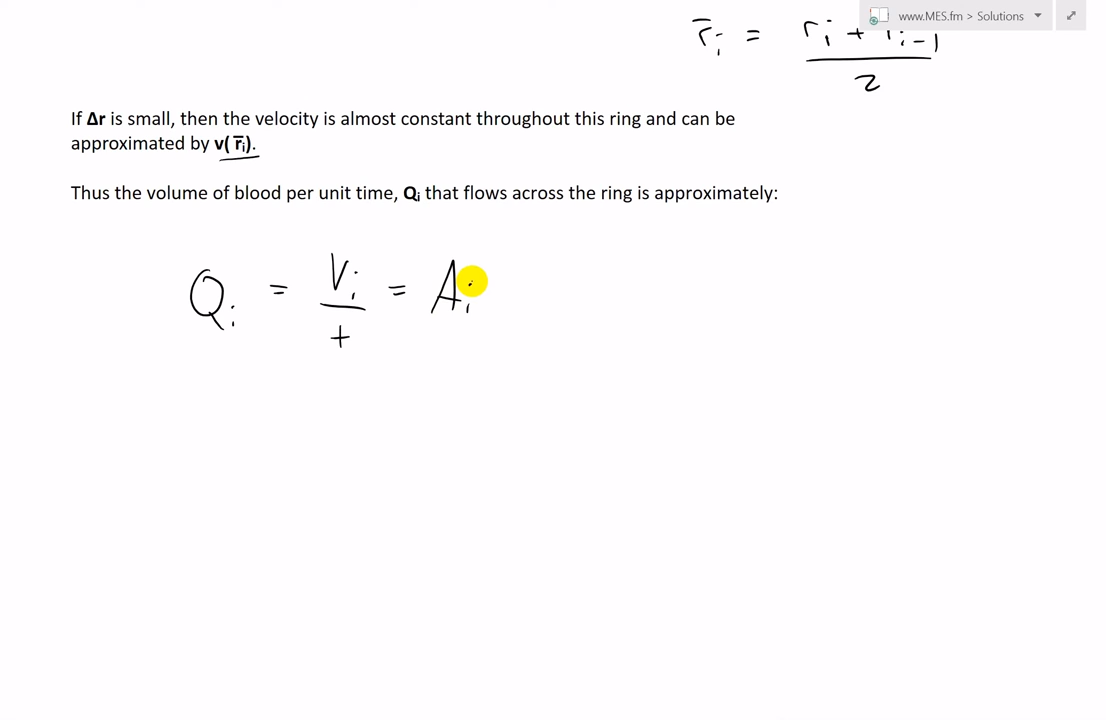 www.MES.fm > Solutions
r̄ᵢ = rᵢ + rᵢ₋₁
2
If Δr is small, then the velocity is almost constant throughout this ring and can be
approximated by v(r̄ᵢ).
Thus the volume of blood per unit time, Qᵢ that flows across the ring is approximately:
Qᵢ = Vᵢ = Aᵢ
t